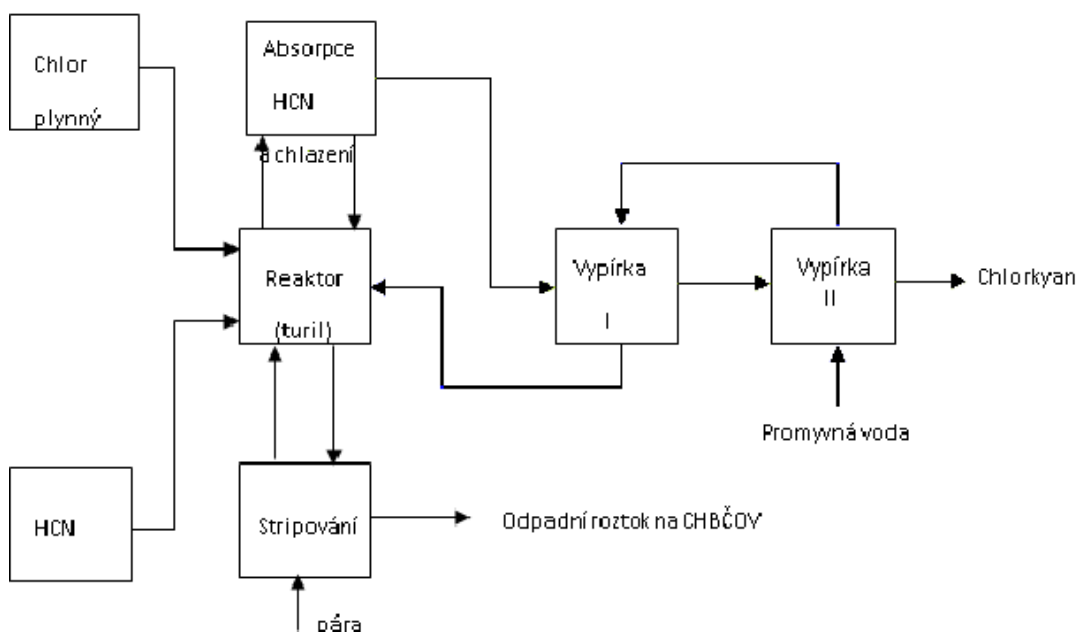 Chlor
plynný
Absorpce
HCN
a chlazení
Reaktor
(turil)
Vypírka
I
Vypírka
II
Chlorkyan
Promyvná voda
HCN
Stripování
Odpadní roztok na CHBČOV
pára